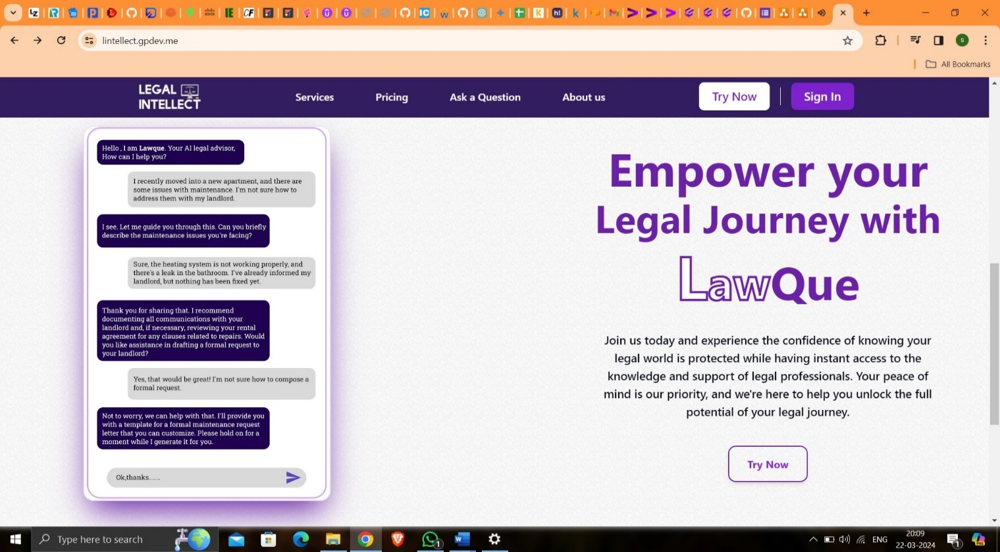 lintellect.gpdev.me
All Bookmarks
LEGAL
INTELLECT
Services
Pricing
Ask a Question
About us
Try Now
Sign In
Hello , I am Lawque. Your AI legal advisor,
How can I help you?
I recently moved into a new apartment, and there are
some issues with maintenance. I'm not sure how to
address them with my landlord.
I see. Let me guide you through this. Can you briefly
describe the maintenance issues you're facing?
Sure, the heating system is not working properly, and
there's a leak in the bathroom. I've already informed my
landlord, but nothing has been fixed yet.
Thank you for sharing that. I recommend
documenting all communications with your
landlord and, if necessary, reviewing your rental
agreement for any clauses related to repairs. Would
you like assistance in drafting a formal request to
your landlord?
Yes, that would be great! I'm not sure how to compose a
formal request.
Not to worry, we can help with that. I'll provide you
with a template for a formal maintenance request
letter that you can customize. Please hold on for a
moment while I generate it for you.
Ok,thanks......
Empower your
Legal Journey with
LawQue
Join us today and experience the confidence of knowing your
legal world is protected while having instant access to the
knowledge and support of legal professionals. Your peace of
mind is our priority, and we're here to help you unlock the full
potential of your legal journey.
Try Now
Type here to search
1
ENG
20:09
22-03-2024
1